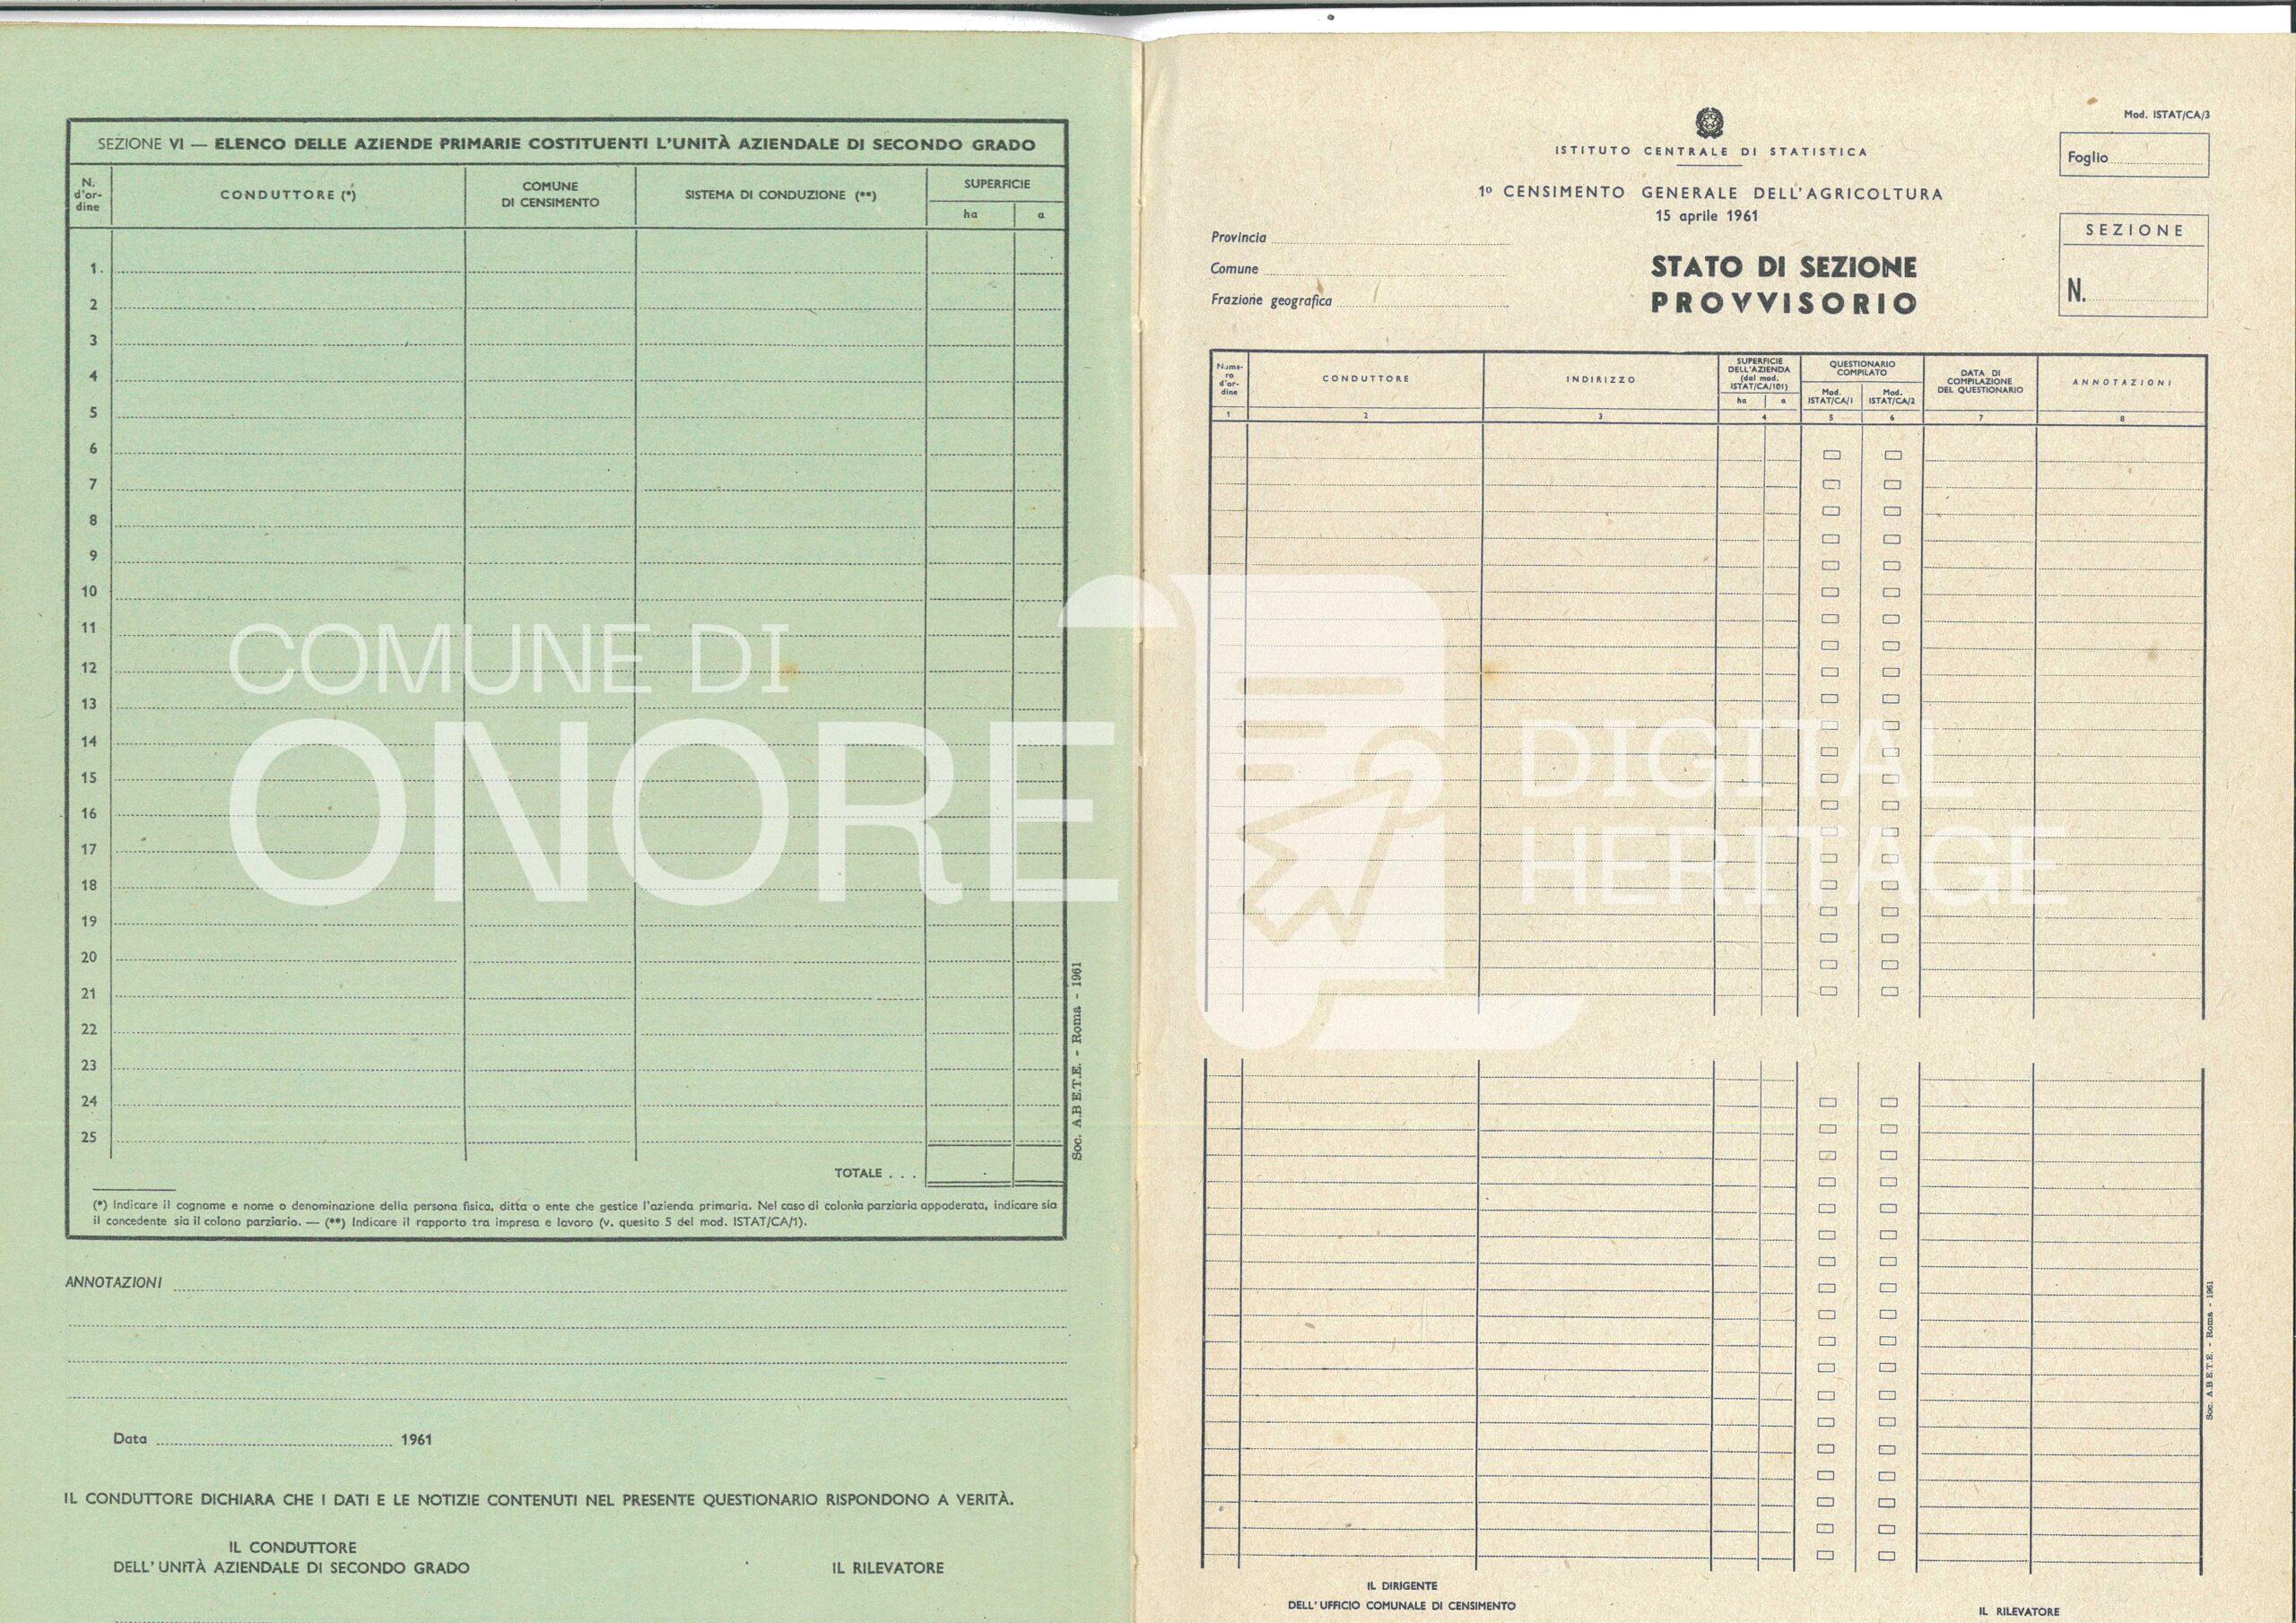 SEZIONE VI — ELENCO DELLE AZIENDE PRIMARIE COSTITUENTI L'UNITÀ AZIENDALE DI SECONDO GRADO
N. d'or- dine
CONDUTTORE (*)
COMUNE DI CENSIMENTO
SISTEMA DI CONDUZIONE (**)
SUPERFICIE
ha a
1.
2
3
4
5
6
7
8
9
10
11
12
13
14
15
16
17
18
19
20
21
22
23
24
25
TOTALE . . .
(*) Indicare il cognome e nome o denominazione della persona fisica, ditta o ente che gestice l'azienda primaria. Nel caso di colonia parziaria appoderata, indicare sia
il concedente sia il colono parziario. — (**) Indicare il rapporto tra impresa e lavoro (v. quesito 5 del mod. ISTAT/CA/1).
Soc. A.B.E.T.E. - Roma - 1961
ANNOTAZIONI
Data 1961
IL CONDUTTORE DICHIARA CHE I DATI E LE NOTIZIE CONTENUTI NEL PRESENTE QUESTIONARIO RISPONDONO A VERITÀ.
IL CONDUTTORE
DELL'UNITÀ AZIENDALE DI SECONDO GRADO
IL RILEVATORE
COMUNE DI
ONORE
DIGITAL
HERITAGE
Mod. ISTAT/CA/3
ISTITUTO CENTRALE DI STATISTICA
Foglio
1º CENSIMENTO GENERALE DELL'AGRICOLTURA
15 aprile 1961
Provincia
Comune
Frazione geografica
STATO DI SEZIONE
PROVVISORIO
SEZIONE
N.
Nume- ro d'or- dine
CONDUTTORE
INDIRIZZO
SUPERFICIE DELL'AZIENDA (dal mod. ISTAT/CA/101)
ha a
QUESTIONARIO COMPILATO
Mod. ISTAT/CA/1
Mod. ISTAT/CA/2
DATA DI COMPILAZIONE DEL QUESTIONARIO
ANNOTAZIONI
1 2 3 4 5 6 7 8
Soc. A.B.E.T.E. - Roma - 1961
IL DIRIGENTE
DELL'UFFICIO COMUNALE DI CENSIMENTO
IL RILEVATORE